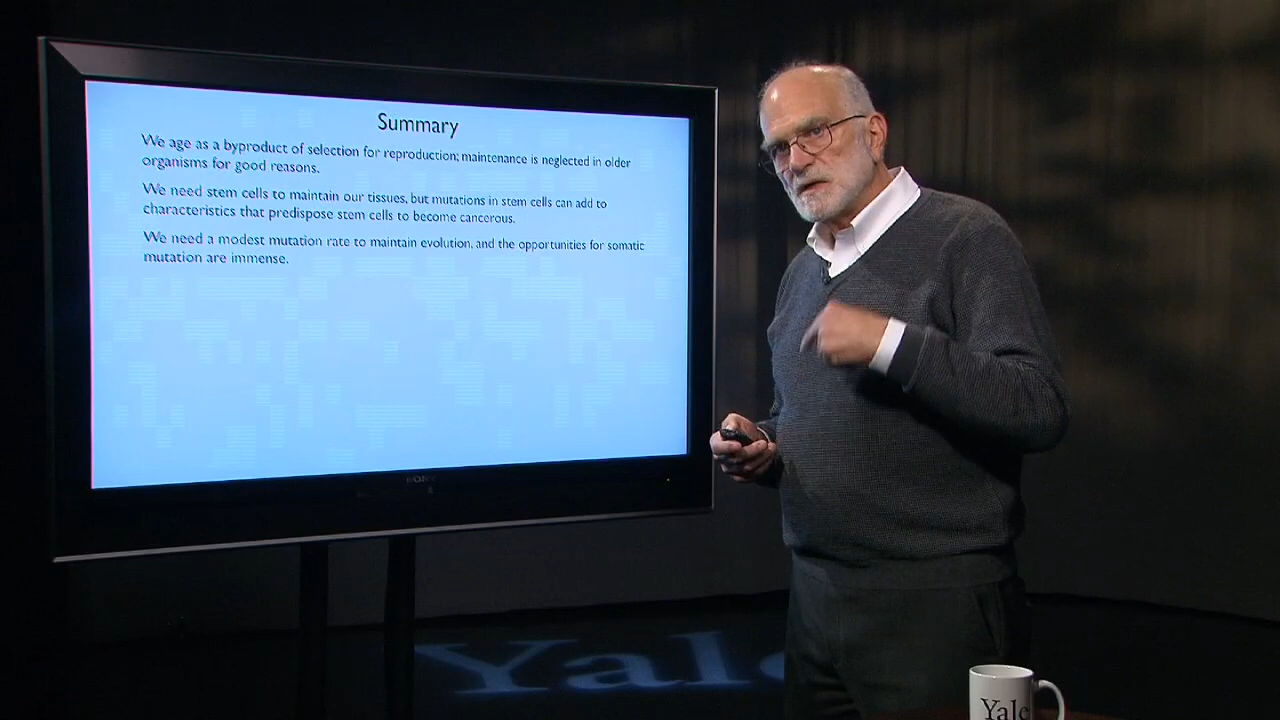 Summary
We age as a byproduct of selection for reproduction; maintenance is neglected in older
organisms for good reasons.
We need stem cells to maintain our tissues, but mutations in stem cells can add to
characteristics that predispose stem cells to become cancerous.
We need a modest mutation rate to maintain evolution, and the opportunities for somatic
mutation are immense.
SONY
Yale
Yale